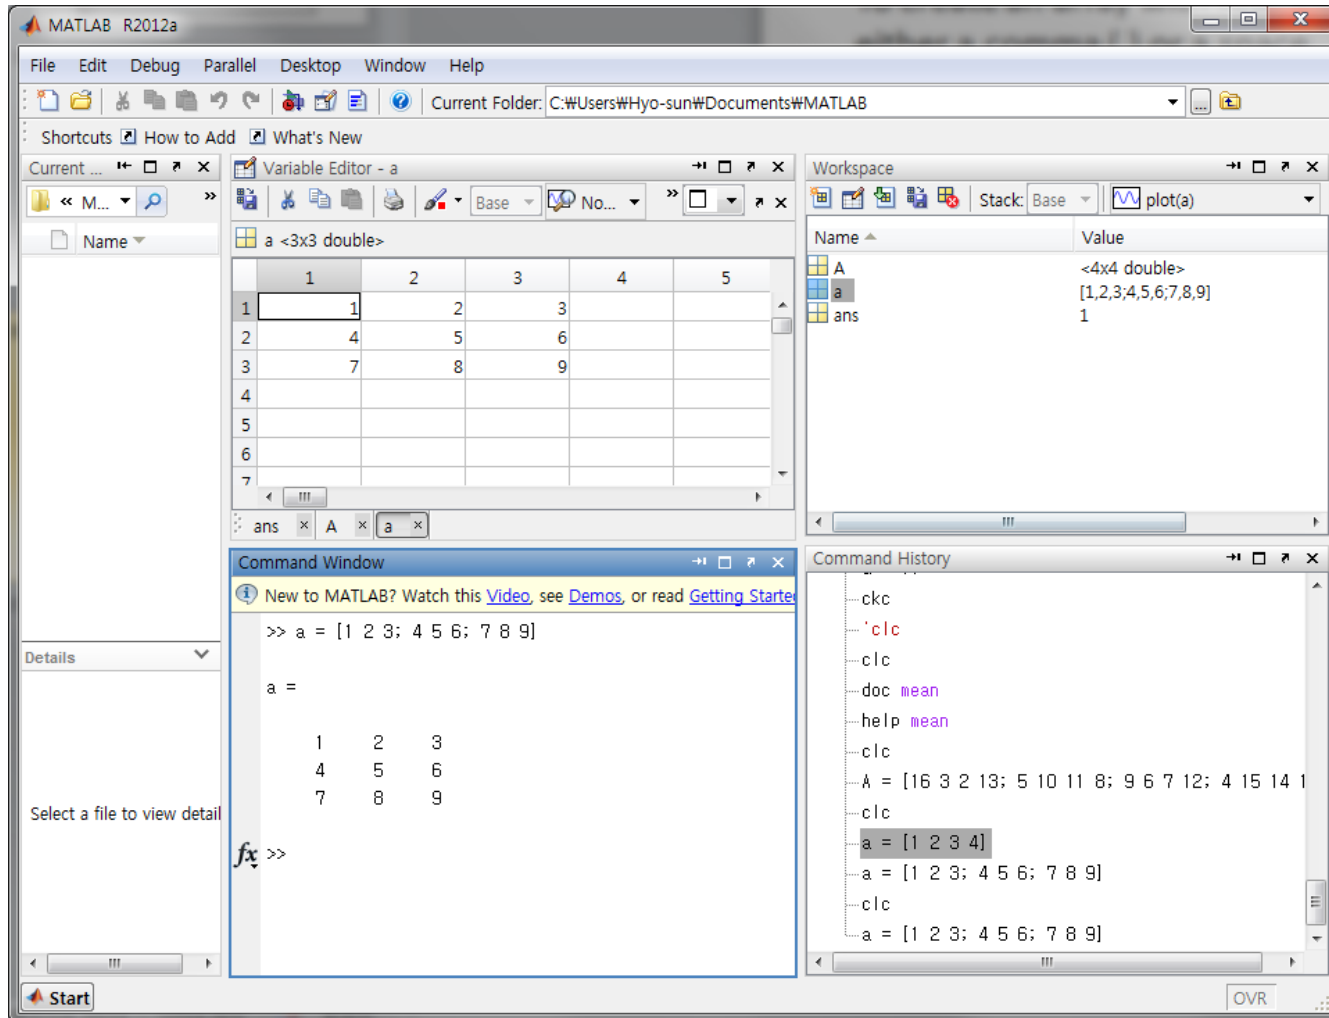 MATLAB R2012a
File Edit Debug Parallel Desktop Window Help
Current Folder: C:₩Users₩Hyo-sun₩Documents₩MATLAB
Shortcuts How to Add What's New
Current ...
« M...
»
Name
Details
Select a file to view detail
Variable Editor - a
Base No... »
a <3x3 double>
1 2 3 4 5
1 1 2 3
2 4 5 6
3 7 8 9
4
5
6
7
ans A a
Command Window
New to MATLAB? Watch this Video, see Demos, or read Getting Started
>> a = [1 2 3; 4 5 6; 7 8 9]
a =
1 2 3
4 5 6
7 8 9
fx >>
Workspace
Stack: Base plot(a)
Name Value
A <4x4 double>
a [1,2,3;4,5,6;7,8,9]
ans 1
Command History
ckc
'clc
clc
doc mean
help mean
clc
A = [16 3 2 13; 5 10 11 8; 9 6 7 12; 4 15 14 1
clc
a = [1 2 3 4]
a = [1 2 3; 4 5 6; 7 8 9]
clc
a = [1 2 3; 4 5 6; 7 8 9]
Start
OVR